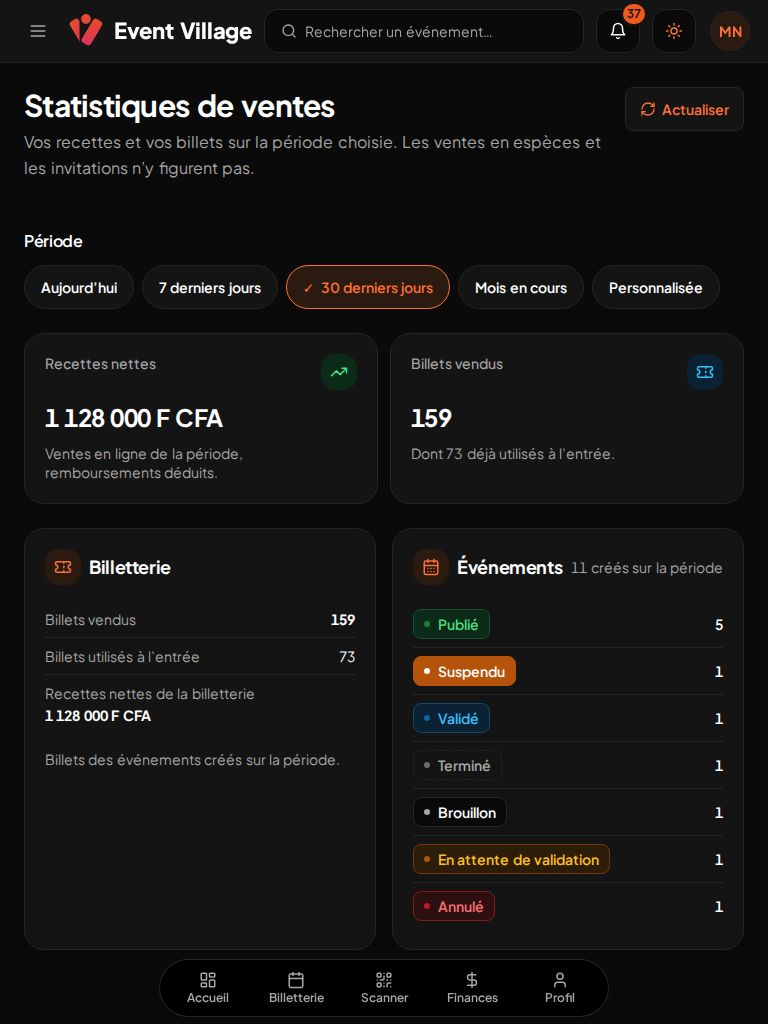 Event Village
Rechercher un événement...
37
MN
Statistiques de ventes
Actualiser
Vos recettes et vos billets sur la période choisie. Les ventes en espèces et
les invitations n'y figurent pas.
Période
Aujourd'hui
7 derniers jours
✓ 30 derniers jours
Mois en cours
Personnalisée
Recettes nettes
1 128 000 F CFA
Ventes en ligne de la période,
remboursements déduits.
Billets vendus
159
Dont 73 déjà utilisés à l'entrée.
Billetterie
Billets vendus 159
Billets utilisés à l'entrée 73
Recettes nettes de la billetterie
1 128 000 F CFA
Billets des événements créés sur la période.
Événements 11 créés sur la période
Publié 5
Suspendu 1
Validé 1
Terminé 1
Brouillon 1
En attente de validation 1
Annulé 1
Accueil
Billetterie
Scanner
Finances
Profil